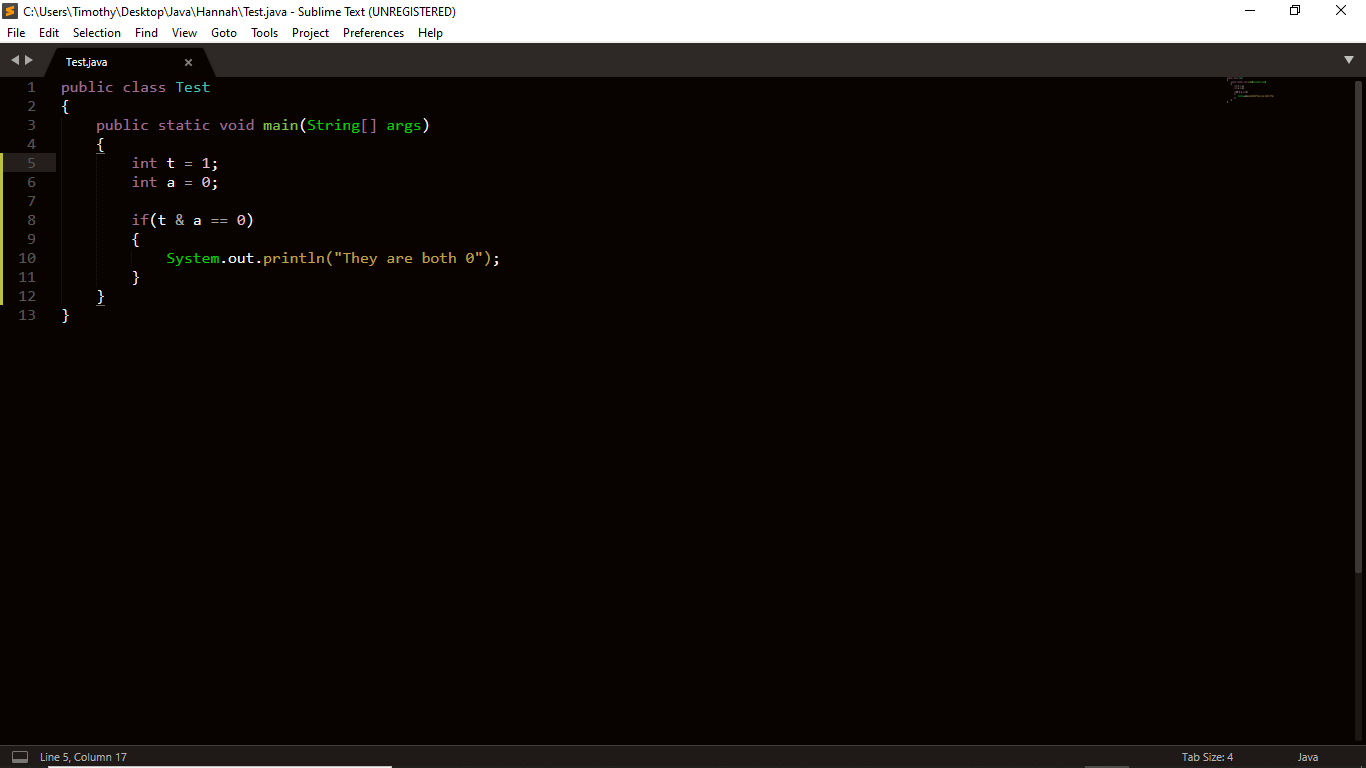 C:\Users\Timothy\Desktop\Java\Hannah\Test.java - Sublime Text (UNREGISTERED)
File Edit Selection Find View Goto Tools Project Preferences Help
Test.java
1 public class Test
2 {
3 public static void main(String[] args)
4 {
5 int t = 1;
6 int a = 0;
7
8 if(t & a == 0)
9 {
10 System.out.println("They are both 0");
11 }
12 }
13 }
Line 5, Column 17 Tab Size: 4 Java